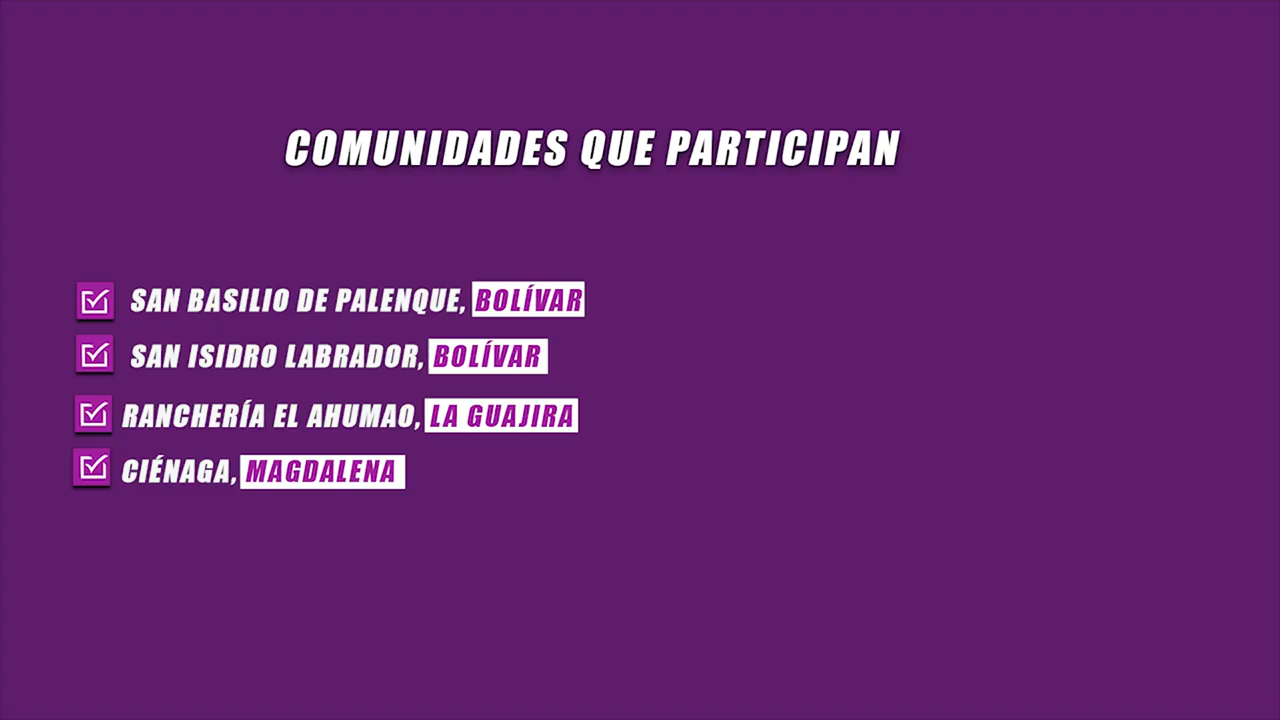 COMUNIDADES QUE PARTICIPAN
SAN BASILIO DE PALENQUE, BOLÍVAR
SAN ISIDRO LABRADOR, BOLÍVAR
RANCHERÍA EL AHUMAO, LA GUAJIRA
CIÉNAGA, MAGDALENA